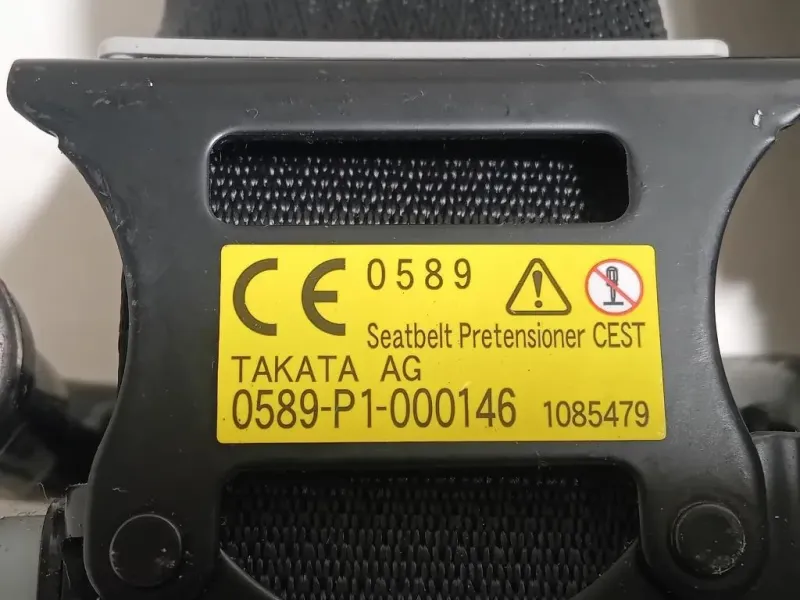 CE 0589
Seatbelt Pretensioner CEST
TAKATA AG
0589-P1-000146 1085479